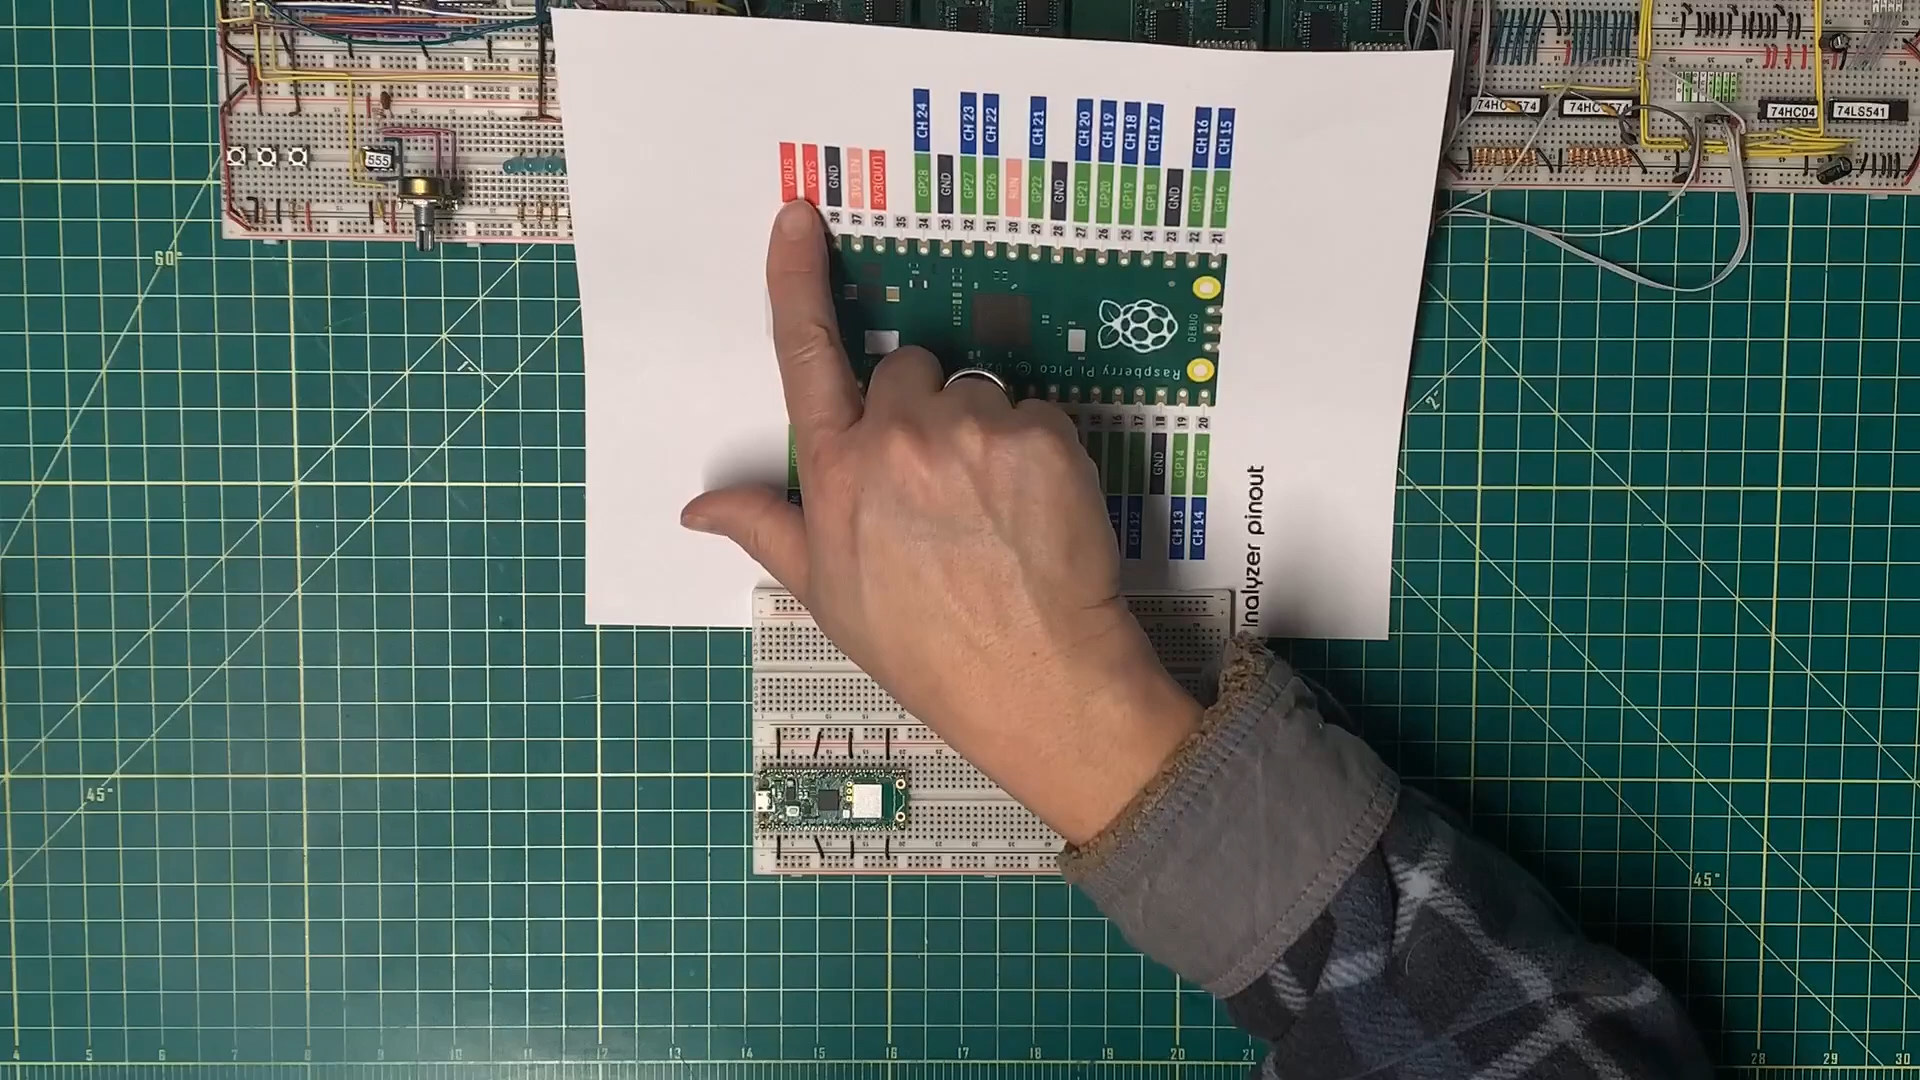 CH 24
CH 23
CH 22
CH 21
CH 20
CH 19
CH 18
CH 17
CH 16
CH 15
VBUS
VSYS
GND
3V3_EN
3V3(OUT)
GP28
GND
GP27
GP26
RUN
GP22
GND
GP21
GP20
GP19
GP18
GND
GP17
GP16
38
37
36
35
34
33
32
31
30
29
28
27
26
25
24
23
22
21
DEBUG
Raspberry Pi Pico ©
16
17
18
19
20
GND
GP14
GP15
CH 12
CH 13
CH 14
nalyzer pinout
555
74HC04
74LS541
60°
1"
2"
45°
45°
4
5
6
7
8
9
10
11
12
13
14
15
16
17
18
19
20
21
28
29
30